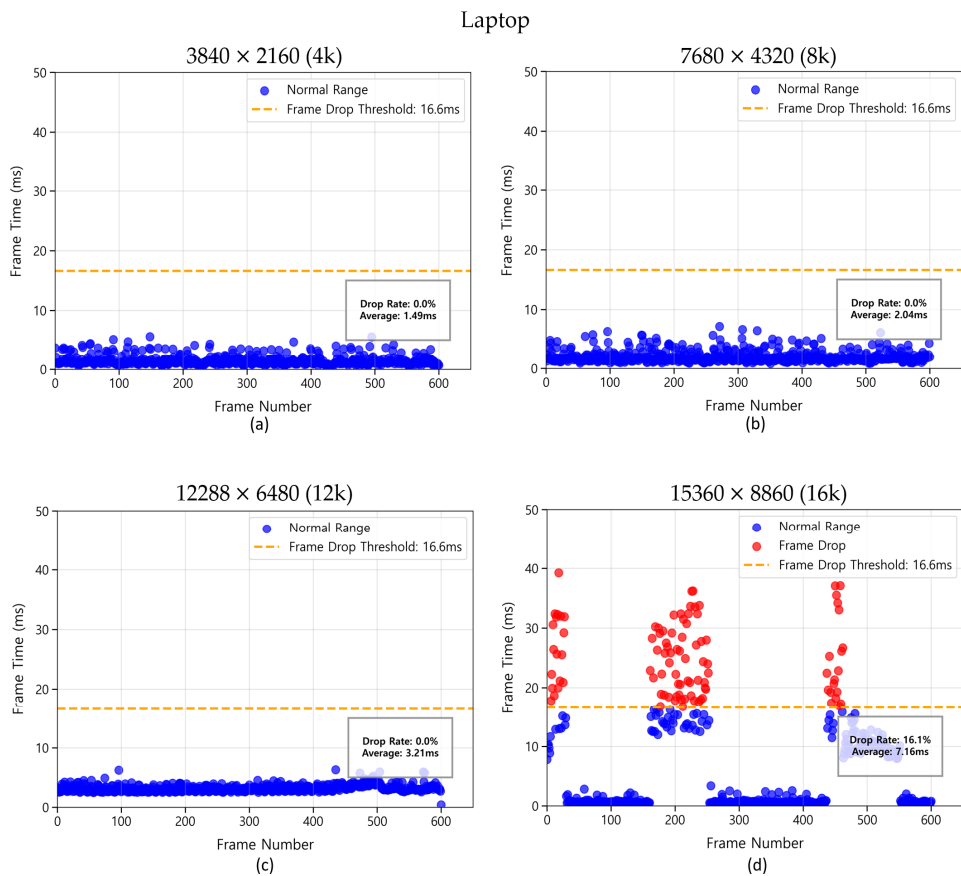 Laptop
3840 × 2160 (4k)
50
40
30
20
10
0
Frame Time (ms)
Normal Range
Frame Drop Threshold: 16.6ms
Drop Rate: 0.0%
Average: 1.49ms
0 100 200 300 400 500 600
Frame Number
(a)
7680 × 4320 (8k)
50
40
30
20
10
0
Frame Time (ms)
Normal Range
Frame Drop Threshold: 16.6ms
Drop Rate: 0.0%
Average: 2.04ms
0 100 200 300 400 500 600
Frame Number
(b)
12288 × 6480 (12k)
50
40
30
20
10
0
Frame Time (ms)
Normal Range
Frame Drop Threshold: 16.6ms
Drop Rate: 0.0%
Average: 3.21ms
0 100 200 300 400 500 600
Frame Number
(c)
15360 × 8860 (16k)
50
40
30
20
10
0
Frame Time (ms)
Normal Range
Frame Drop
Frame Drop Threshold: 16.6ms
Drop Rate: 16.1%
Average: 7.16ms
0 100 200 300 400 500 600
Frame Number
(d)